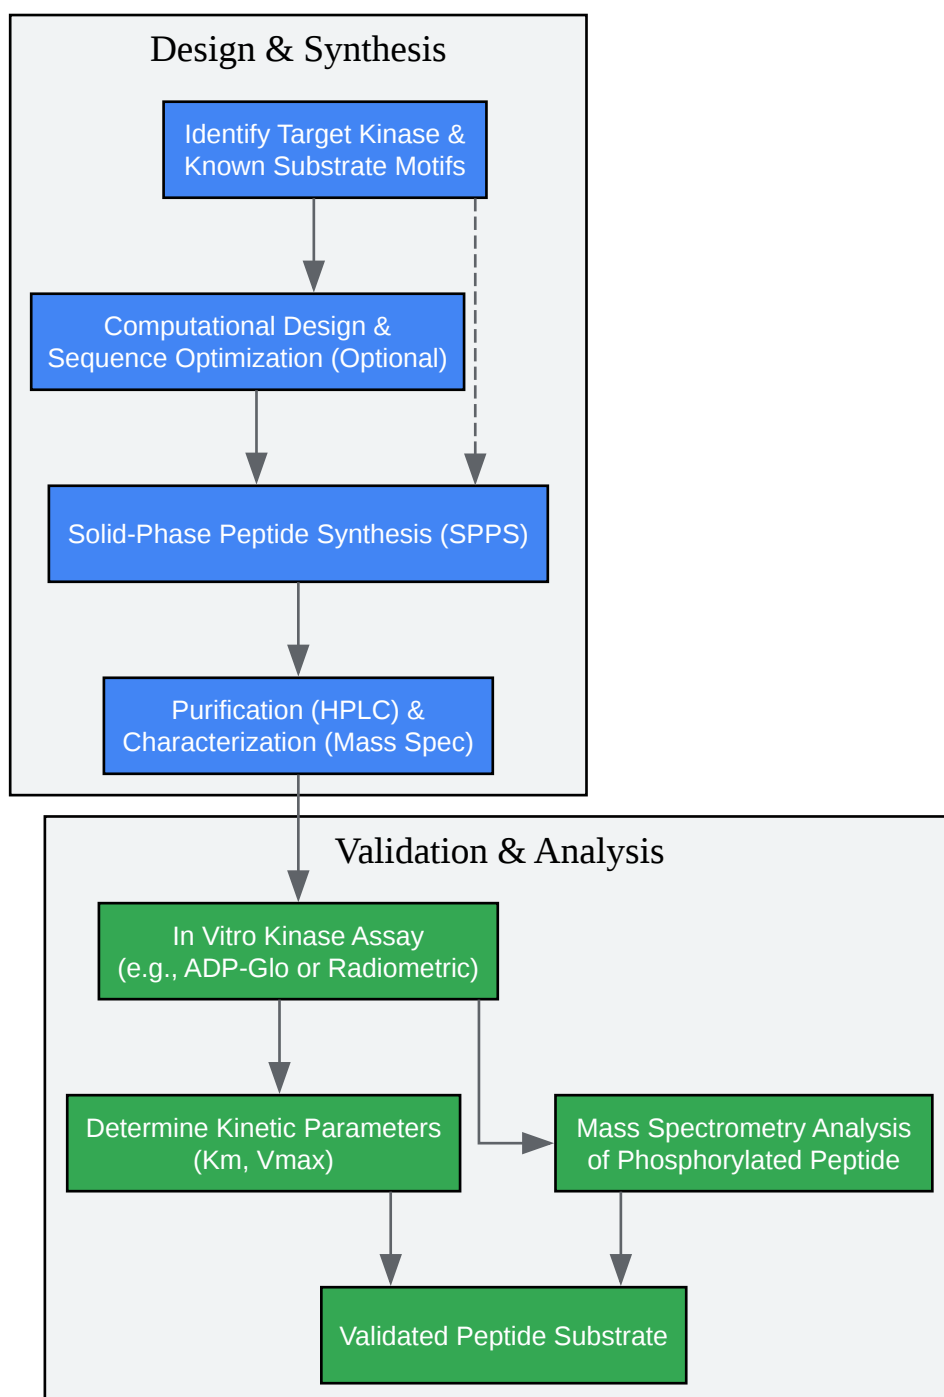 Design & Synthesis
Identify Target Kinase &
Known Substrate Motifs
Computational Design &
Sequence Optimization (Optional)
Solid-Phase Peptide Synthesis (SPPS)
Purification (HPLC) &
Characterization (Mass Spec)
Validation & Analysis
In Vitro Kinase Assay
(e.g., ADP-Glo or Radiometric)
Determine Kinetic Parameters
(Km, Vmax)
Mass Spectrometry Analysis
of Phosphorylated Peptide
Validated Peptide Substrate